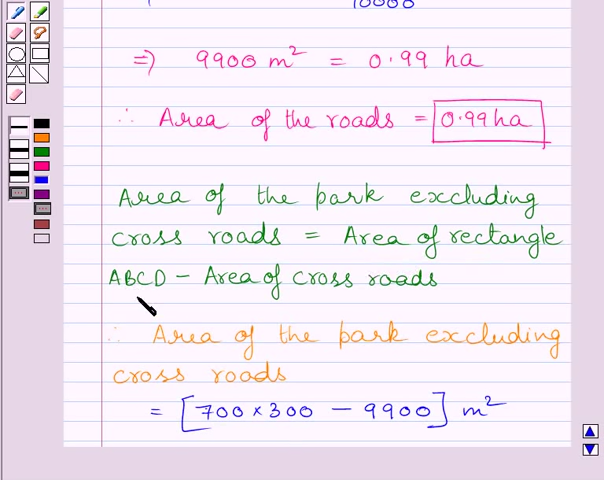 10000
⇒ 9900 m² = 0.99 ha
∴ Area of the roads = 0.99 ha
Area of the park excluding
cross roads = Area of rectangle
ABCD - Area of cross roads
∴ Area of the park excluding
cross roads
= [700 × 300 - 9900] m²